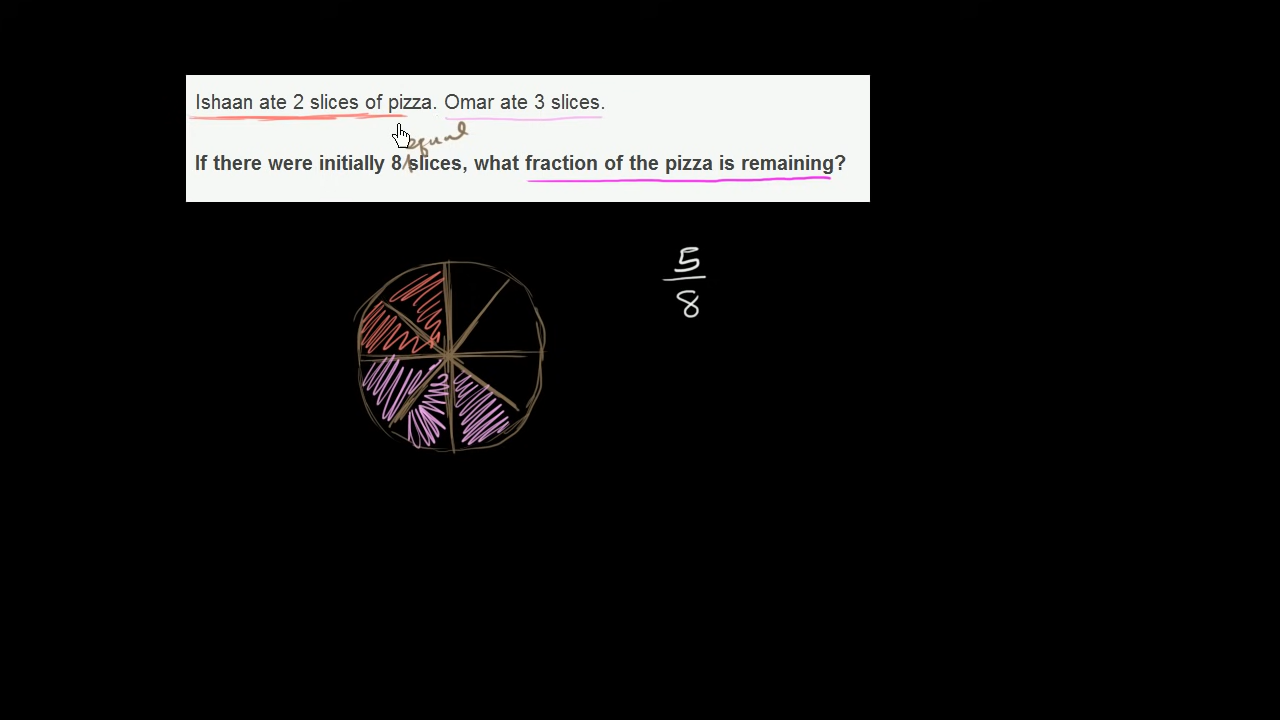 Ishaan ate 2 slices of pizza. Omar ate 3 slices.
equal
If there were initially 8 slices, what fraction of the pizza is remaining?
5
8